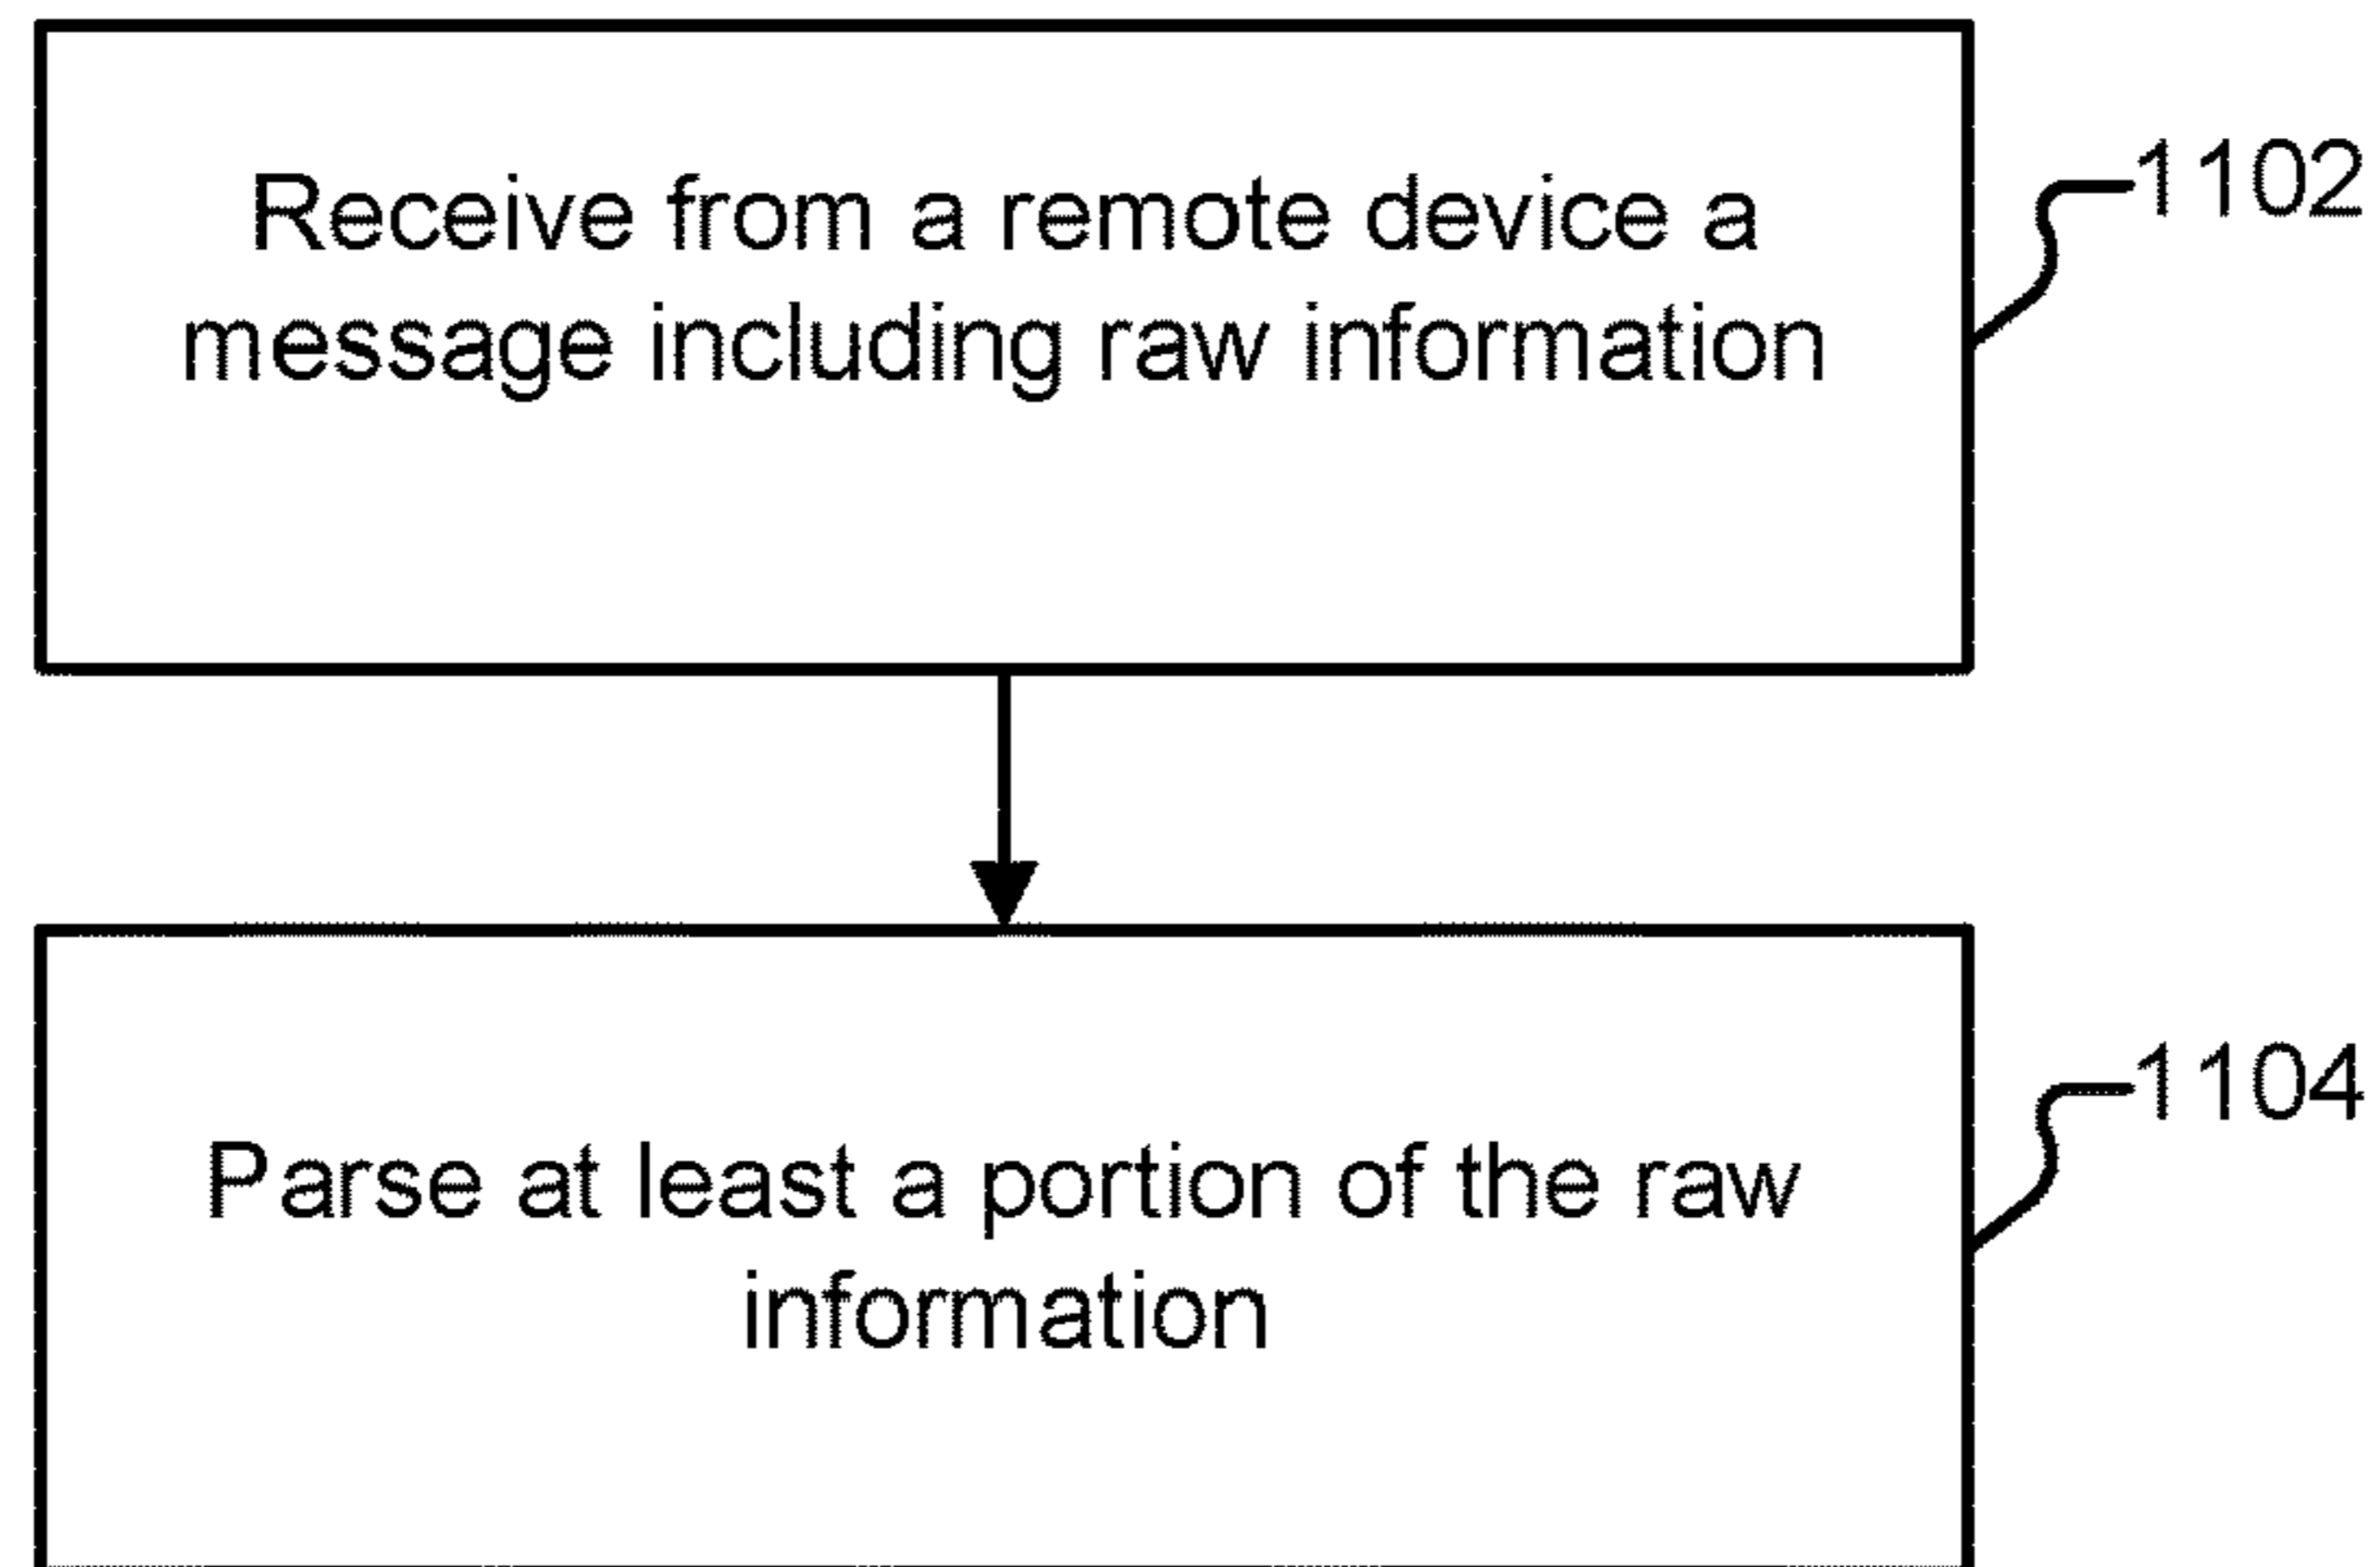 Receive from a remote device a
message including raw information
1102
Parse at least a portion of the raw
information
1104